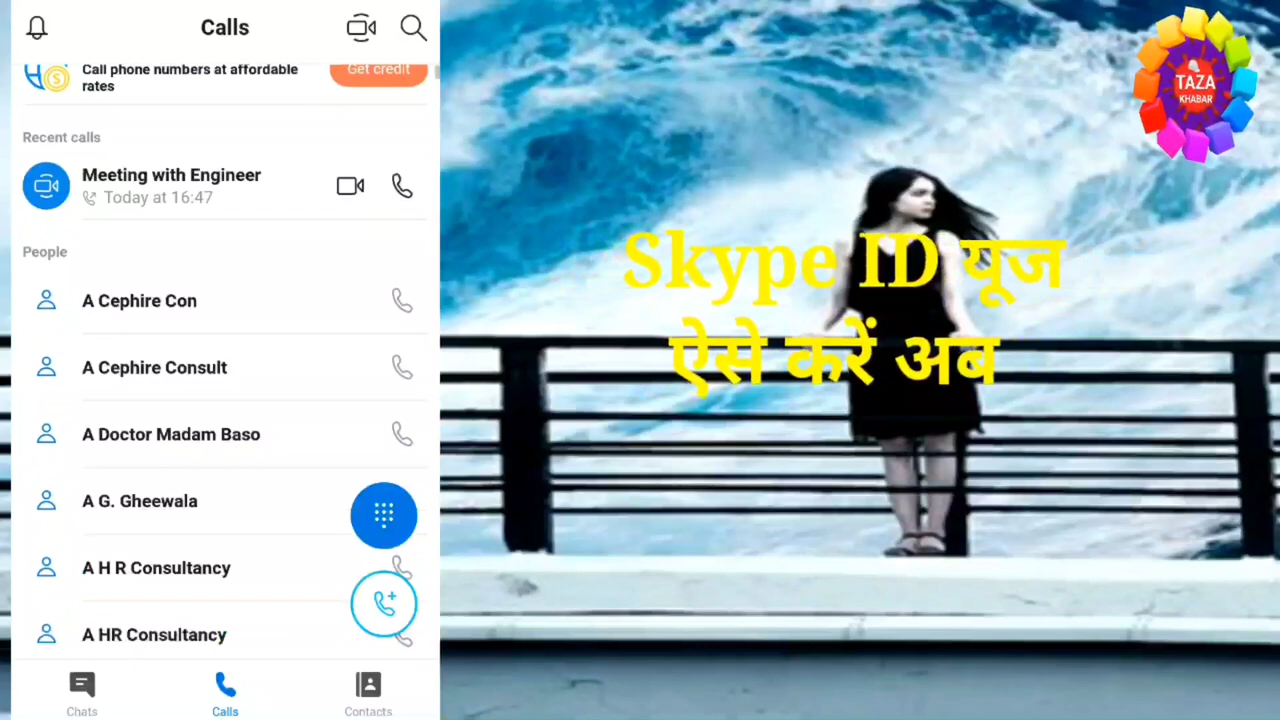 Calls
Call phone numbers at affordable
rates
Get credit
Recent calls
Meeting with Engineer
Today at 16:47
People
A Cephire Con
A Cephire Consult
A Doctor Madam Baso
A G. Gheewala
A H R Consultancy
A HR Consultancy
Chats
Calls
Contacts
Skype ID यूज
ऐसे करें अब
TAZA
KHABAR